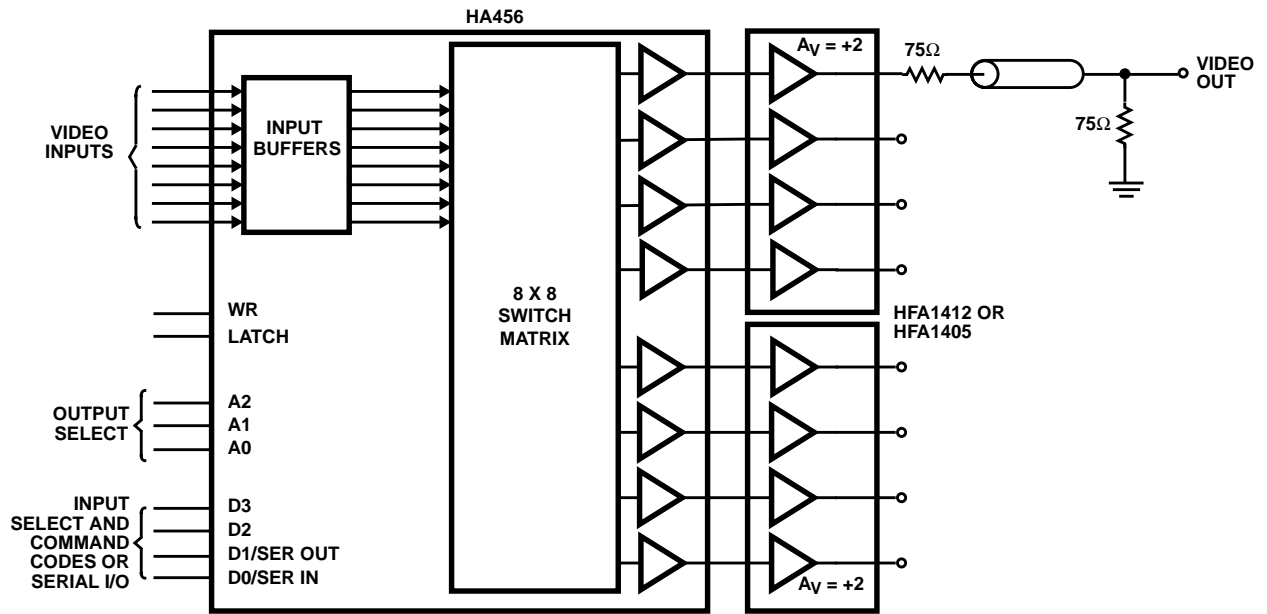 HA456
A_V = +2
75Ω
VIDEO
OUT
75Ω
VIDEO
INPUTS
INPUT
BUFFERS
8 X 8
SWITCH
MATRIX
HFA1412 OR
HFA1405
WR
LATCH
OUTPUT
SELECT
A2
A1
A0
INPUT
SELECT AND
COMMAND
CODES OR
SERIAL I/O
D3
D2
D1/SER OUT
D0/SER IN
A_V = +2